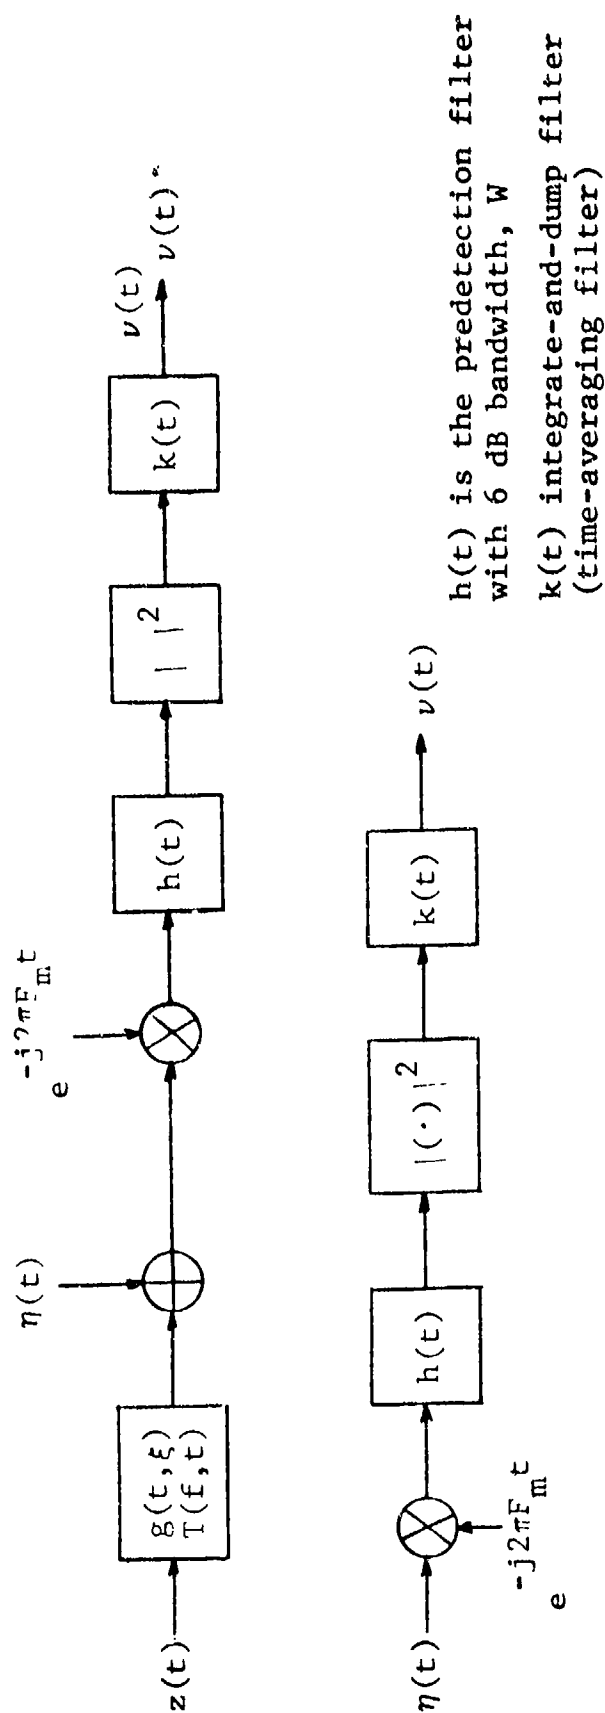 z(t)
g(t,ξ)
T(f,t)
η(t)
e^-j2πF_m t
h(t)
| |^2
k(t)
ν(t)
ν(t)
η(t)
e^-j2πF_m t
h(t)
|(·)|^2
k(t)
ν(t)
h(t) is the predetection filter
with 6 dB bandwidth, W
k(t) integrate-and-dump filter
(time-averaging filter)